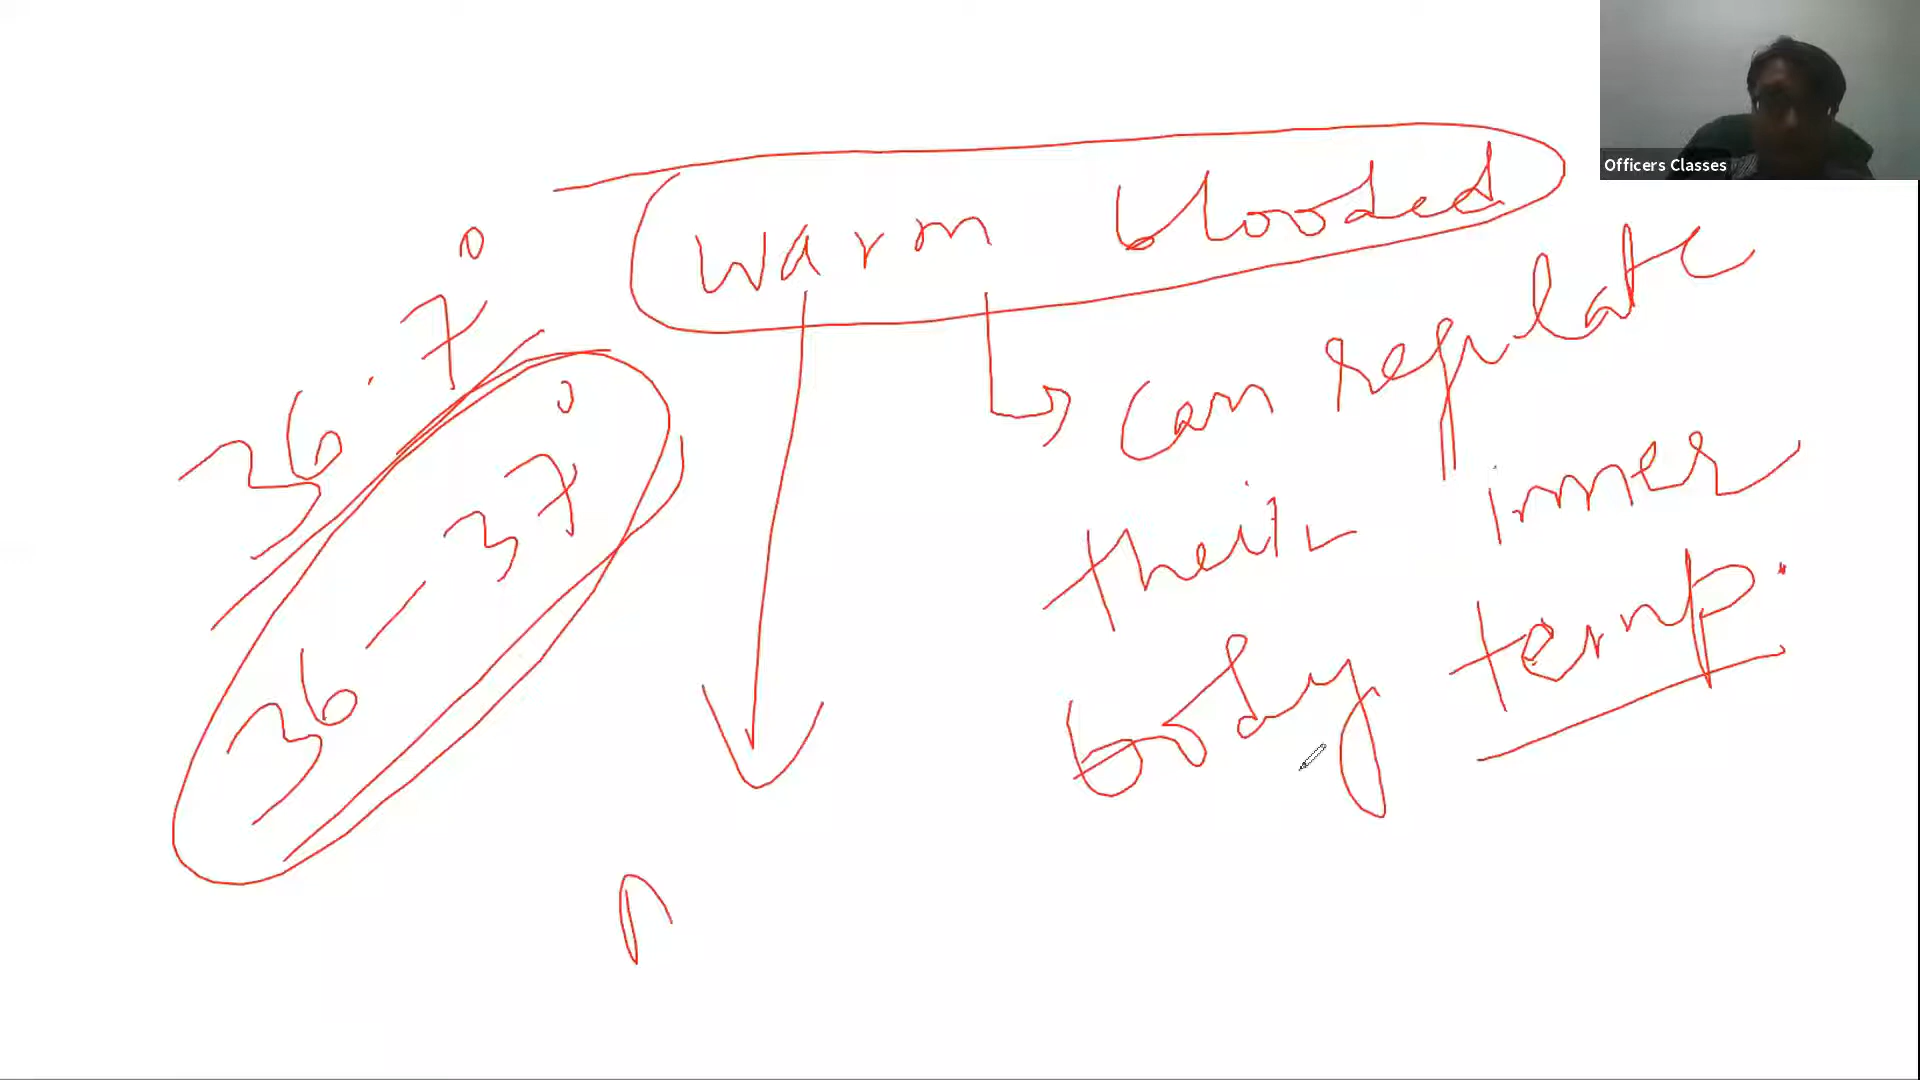 Officers Classes
warm blooded
36.7°
36 - 37°
can regulate
their inner
body temp.